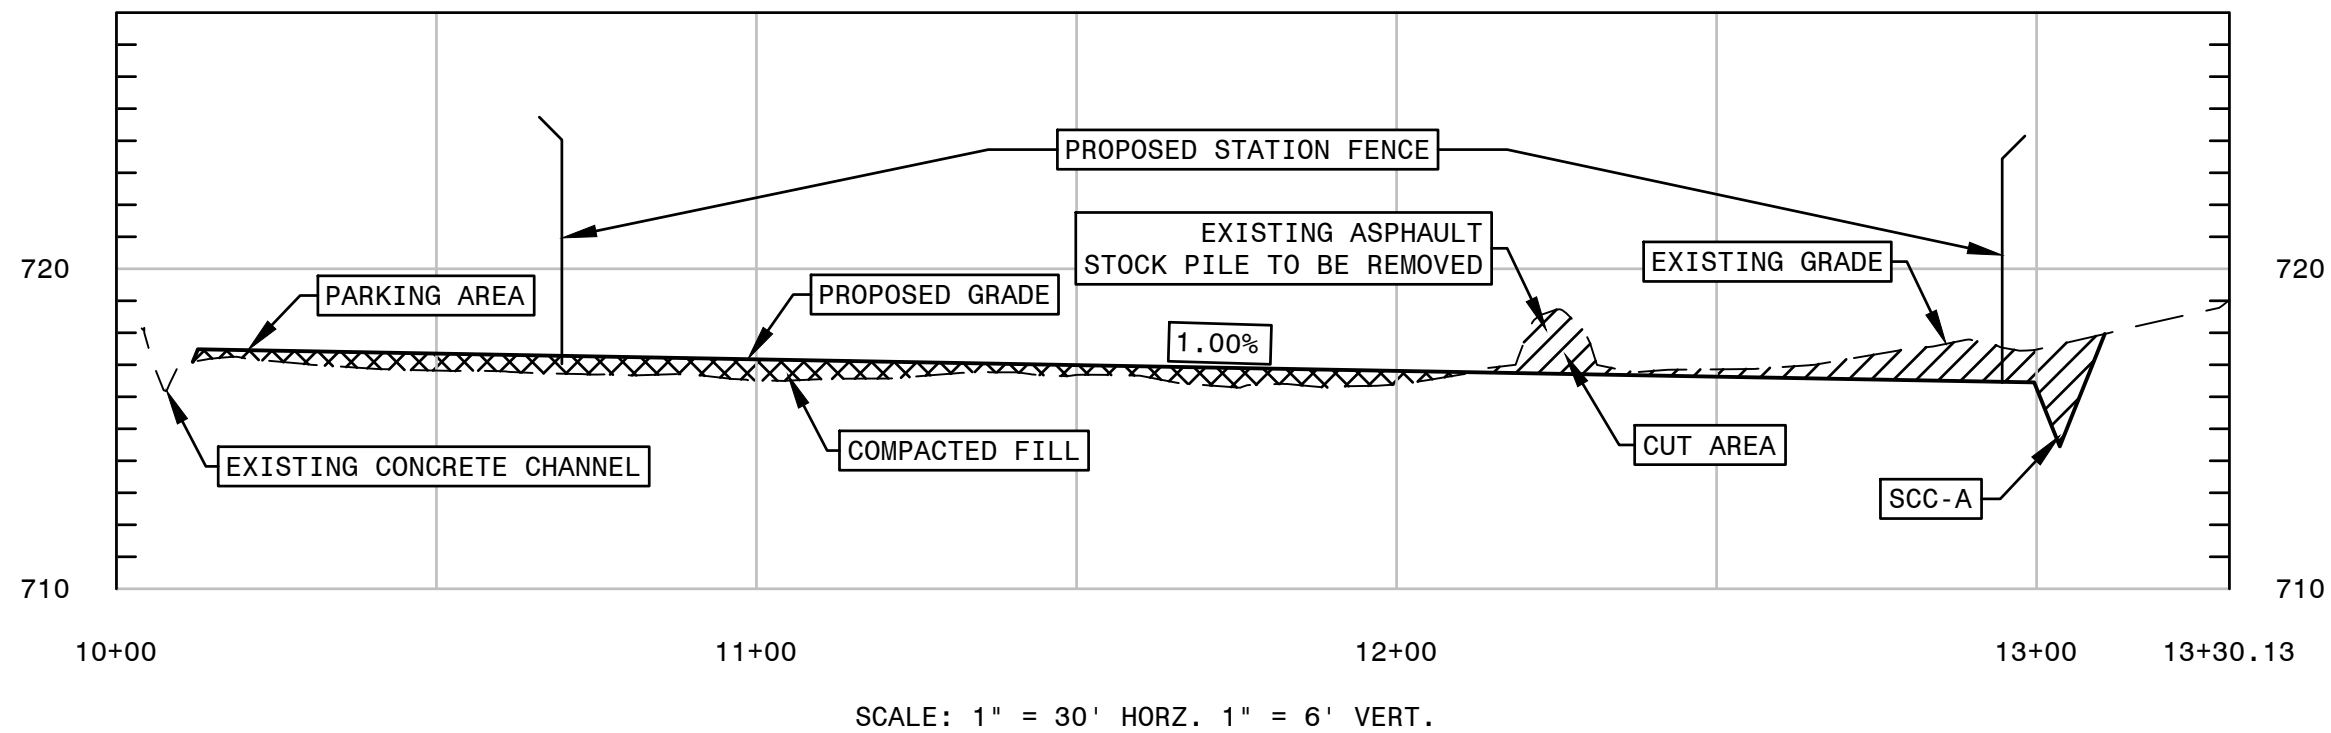 PROPOSED STATION FENCE
EXISTING ASPHAULT
STOCK PILE TO BE REMOVED
EXISTING GRADE
720
720
PARKING AREA
PROPOSED GRADE
1.00%
EXISTING CONCRETE CHANNEL
COMPACTED FILL
CUT AREA
SCC-A
710
710
10+00
11+00
12+00
13+00
13+30.13
SCALE: 1" = 30' HORZ. 1" = 6' VERT.